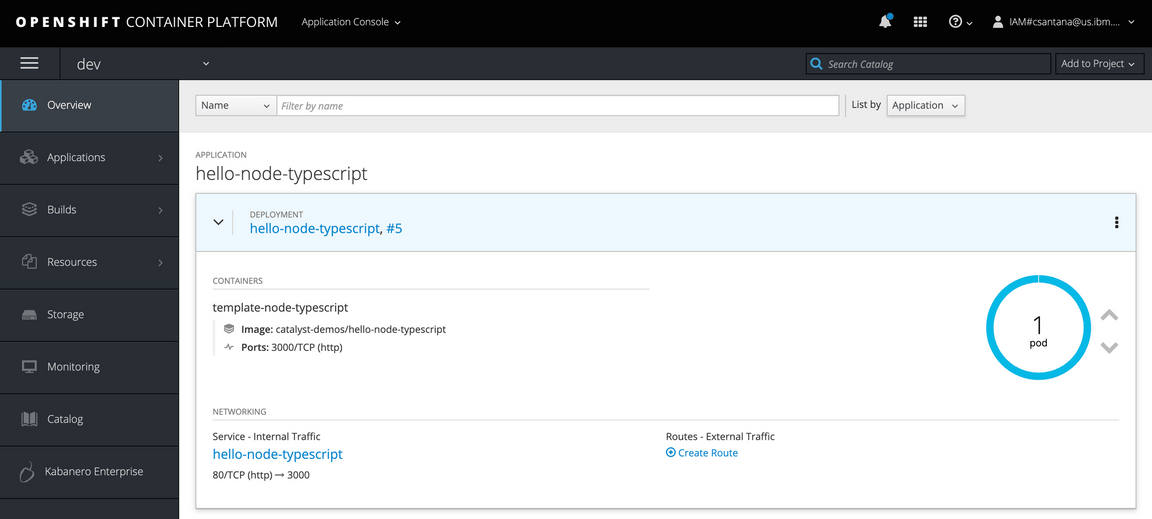 OPENSHIFT CONTAINER PLATFORM
Application Console
IAM#csantana@us.ibm....
dev
Search Catalog
Add to Project
Overview
Applications
Builds
Resources
Storage
Monitoring
Catalog
Kabanero Enterprise
Name
Filter by name
List by
Application
APPLICATION
hello-node-typescript
DEPLOYMENT
hello-node-typescript, #5
CONTAINERS
template-node-typescript
Image: catalyst-demos/hello-node-typescript
Ports: 3000/TCP (http)
1
pod
NETWORKING
Service - Internal Traffic
hello-node-typescript
80/TCP (http) → 3000
Routes - External Traffic
Create Route